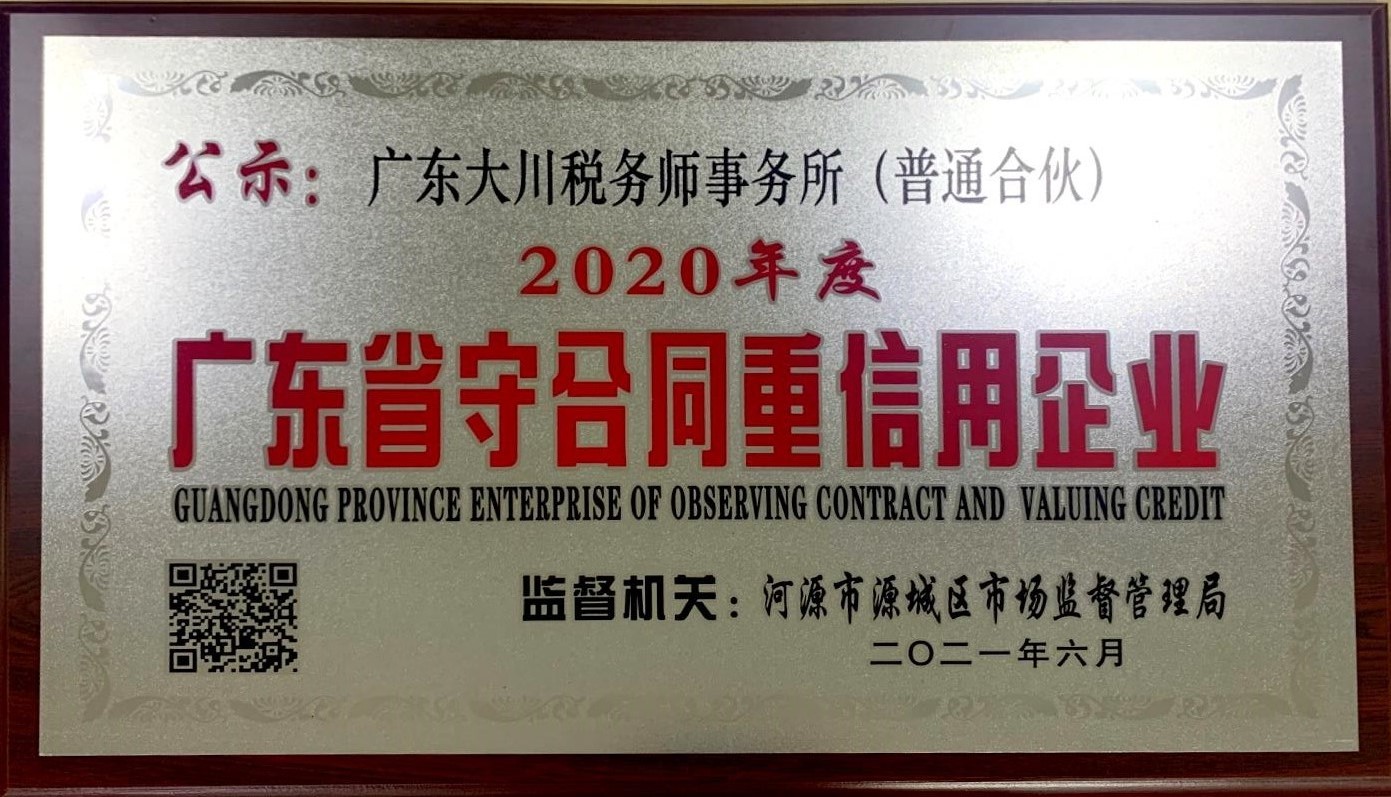 公示：广东大川税务师事务所（普通合伙）
2020年度
广东省守合同重信用企业
GUANGDONG PROVINCE ENTERPRISE OF OBSERVING CONTRACT AND VALUING CREDIT
监督机关：河源市源城区市场监督管理局
二〇二一年六月